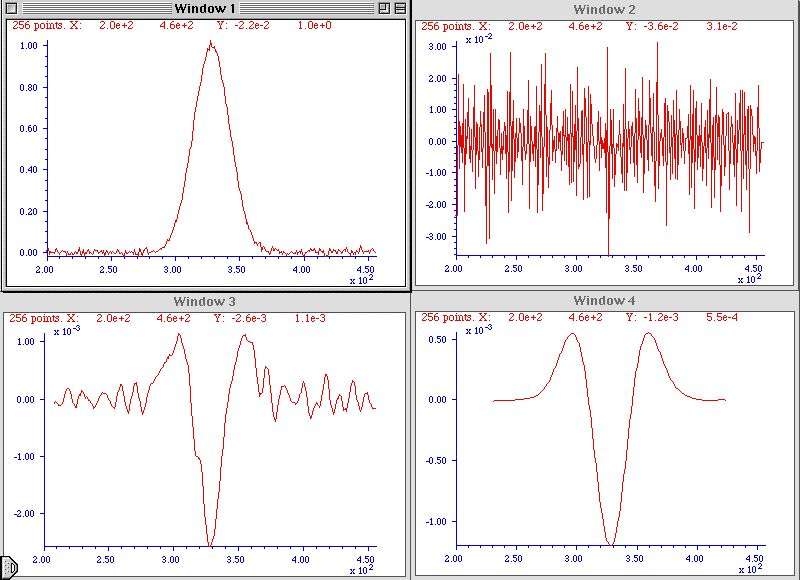 Window 1
256 points. X: 2.0e+2 4.6e+2 Y: -2.2e-2 1.0e+0
1.00
0.80
0.60
0.40
0.20
0.00
2.00 2.50 3.00 3.50 4.00 4.50
x 10^2
Window 2
256 points. X: 2.0e+2 4.6e+2 Y: -3.6e-2 3.1e-2
x 10^-2
3.00
2.00
1.00
0.00
-1.00
-2.00
-3.00
2.00 2.50 3.00 3.50 4.00 4.50
x 10^2
Window 3
256 points. X: 2.0e+2 4.6e+2 Y: -2.6e-3 1.1e-3
x 10^-3
1.00
0.00
-1.00
-2.00
2.00 2.50 3.00 3.50 4.00 4.50
x 10^2
Window 4
256 points. X: 2.0e+2 4.6e+2 Y: -1.2e-3 5.5e-4
x 10^-3
0.50
0.00
-0.50
-1.00
2.00 2.50 3.00 3.50 4.00 4.50
x 10^2